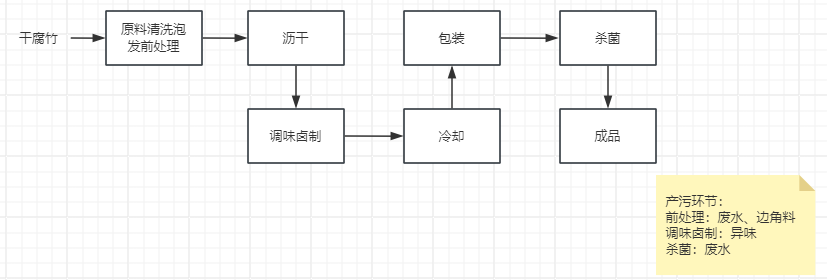 干腐竹
原料清洗泡
发前处理
沥干
调味卤制
冷却
包装
杀菌
成品
产污环节：
前处理：废水、边角料
调味卤制：异味
杀菌：废水